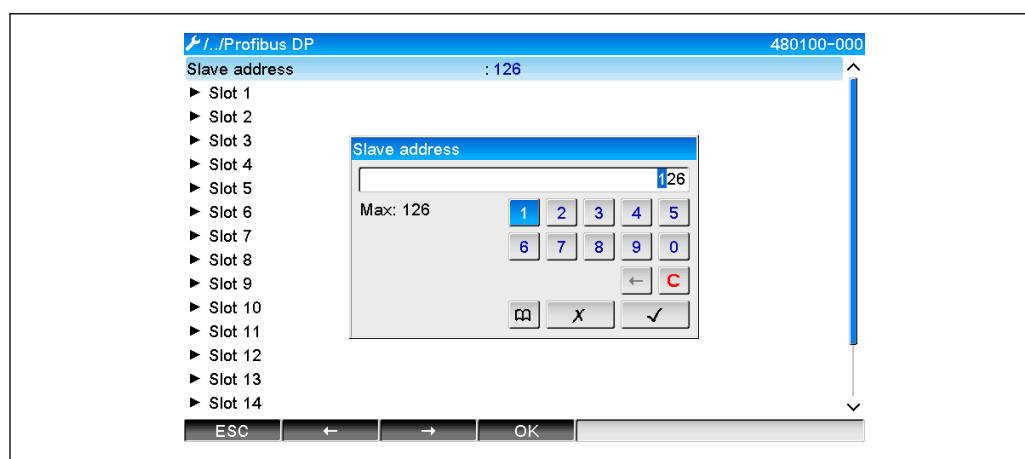 /../Profibus DP 480100-000
Slave address : 126
► Slot 1
► Slot 2
► Slot 3
► Slot 4
► Slot 5
► Slot 6
► Slot 7
► Slot 8
► Slot 9
► Slot 10
► Slot 11
► Slot 12
► Slot 13
► Slot 14
Slave address
126
Max: 126
1 2 3 4 5
6 7 8 9 0
← C
X ✓
ESC ← → OK